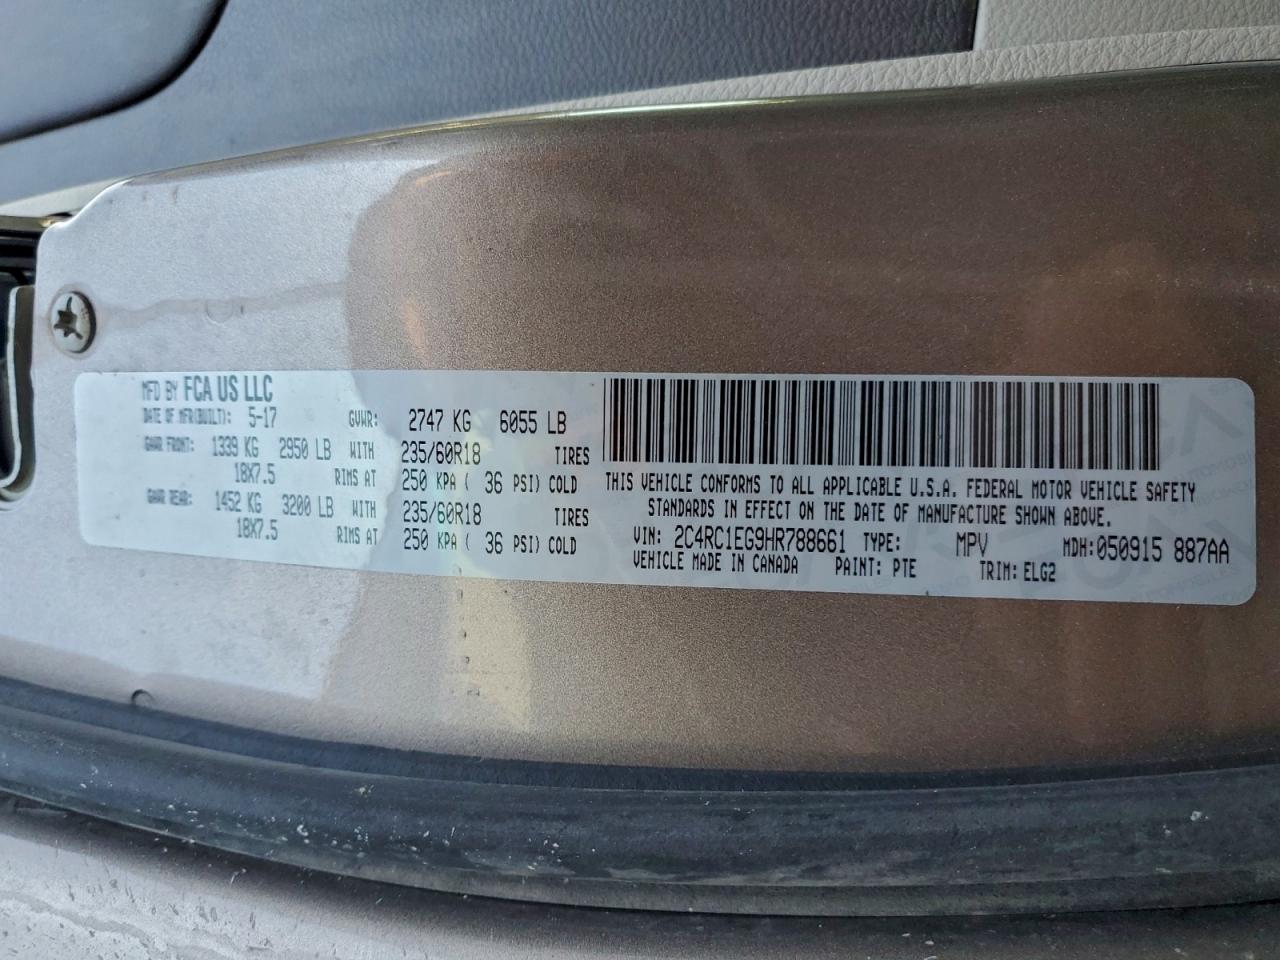 MFD BY FCA US LLC
DATE OF MFR(BUILT): 5-17 GVWR: 2747 KG 6055 LB
GAWR FRONT: 1339 KG 2950 LB WITH 235/60R18 TIRES
18X7.5 RIMS AT 250 KPA ( 36 PSI) COLD
GAWR REAR: 1452 KG 3200 LB WITH 235/60R18 TIRES
18X7.5 RIMS AT 250 KPA ( 36 PSI) COLD
THIS VEHICLE CONFORMS TO ALL APPLICABLE U.S.A. FEDERAL MOTOR VEHICLE SAFETY
STANDARDS IN EFFECT ON THE DATE OF MANUFACTURE SHOWN ABOVE.
VIN: 2C4RC1EG9HR788661 TYPE: MPV MDH: 050915 887AA
VEHICLE MADE IN CANADA PAINT: PTE TRIM: ELG2